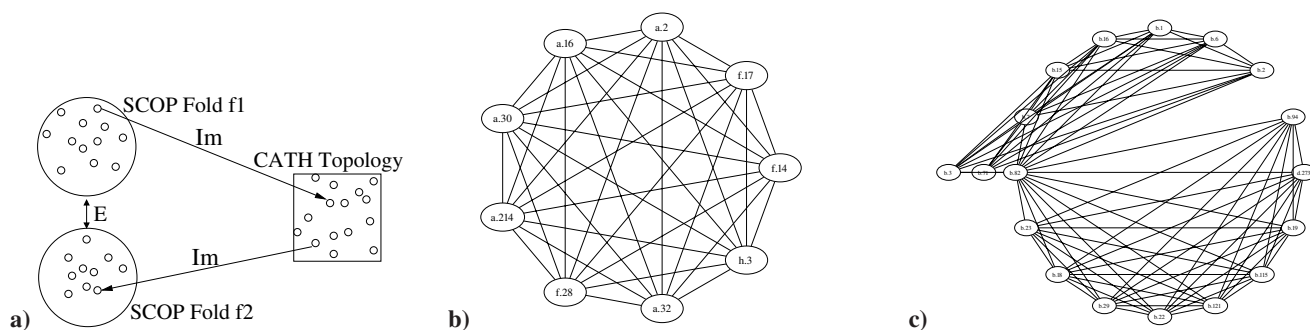 SCOP Fold f1
Im
CATH Topology
E
Im
SCOP Fold f2
a)
a.2
a.16
f.17
a.30
f.14
a.214
h.3
f.28
a.32
b)
b.1
b.16
b.6
b.15
b.2
b.94
b.3
b.71
b.82
d.273
b.23
b.19
b.18
b.115
b.29
b.121
b.22
c)